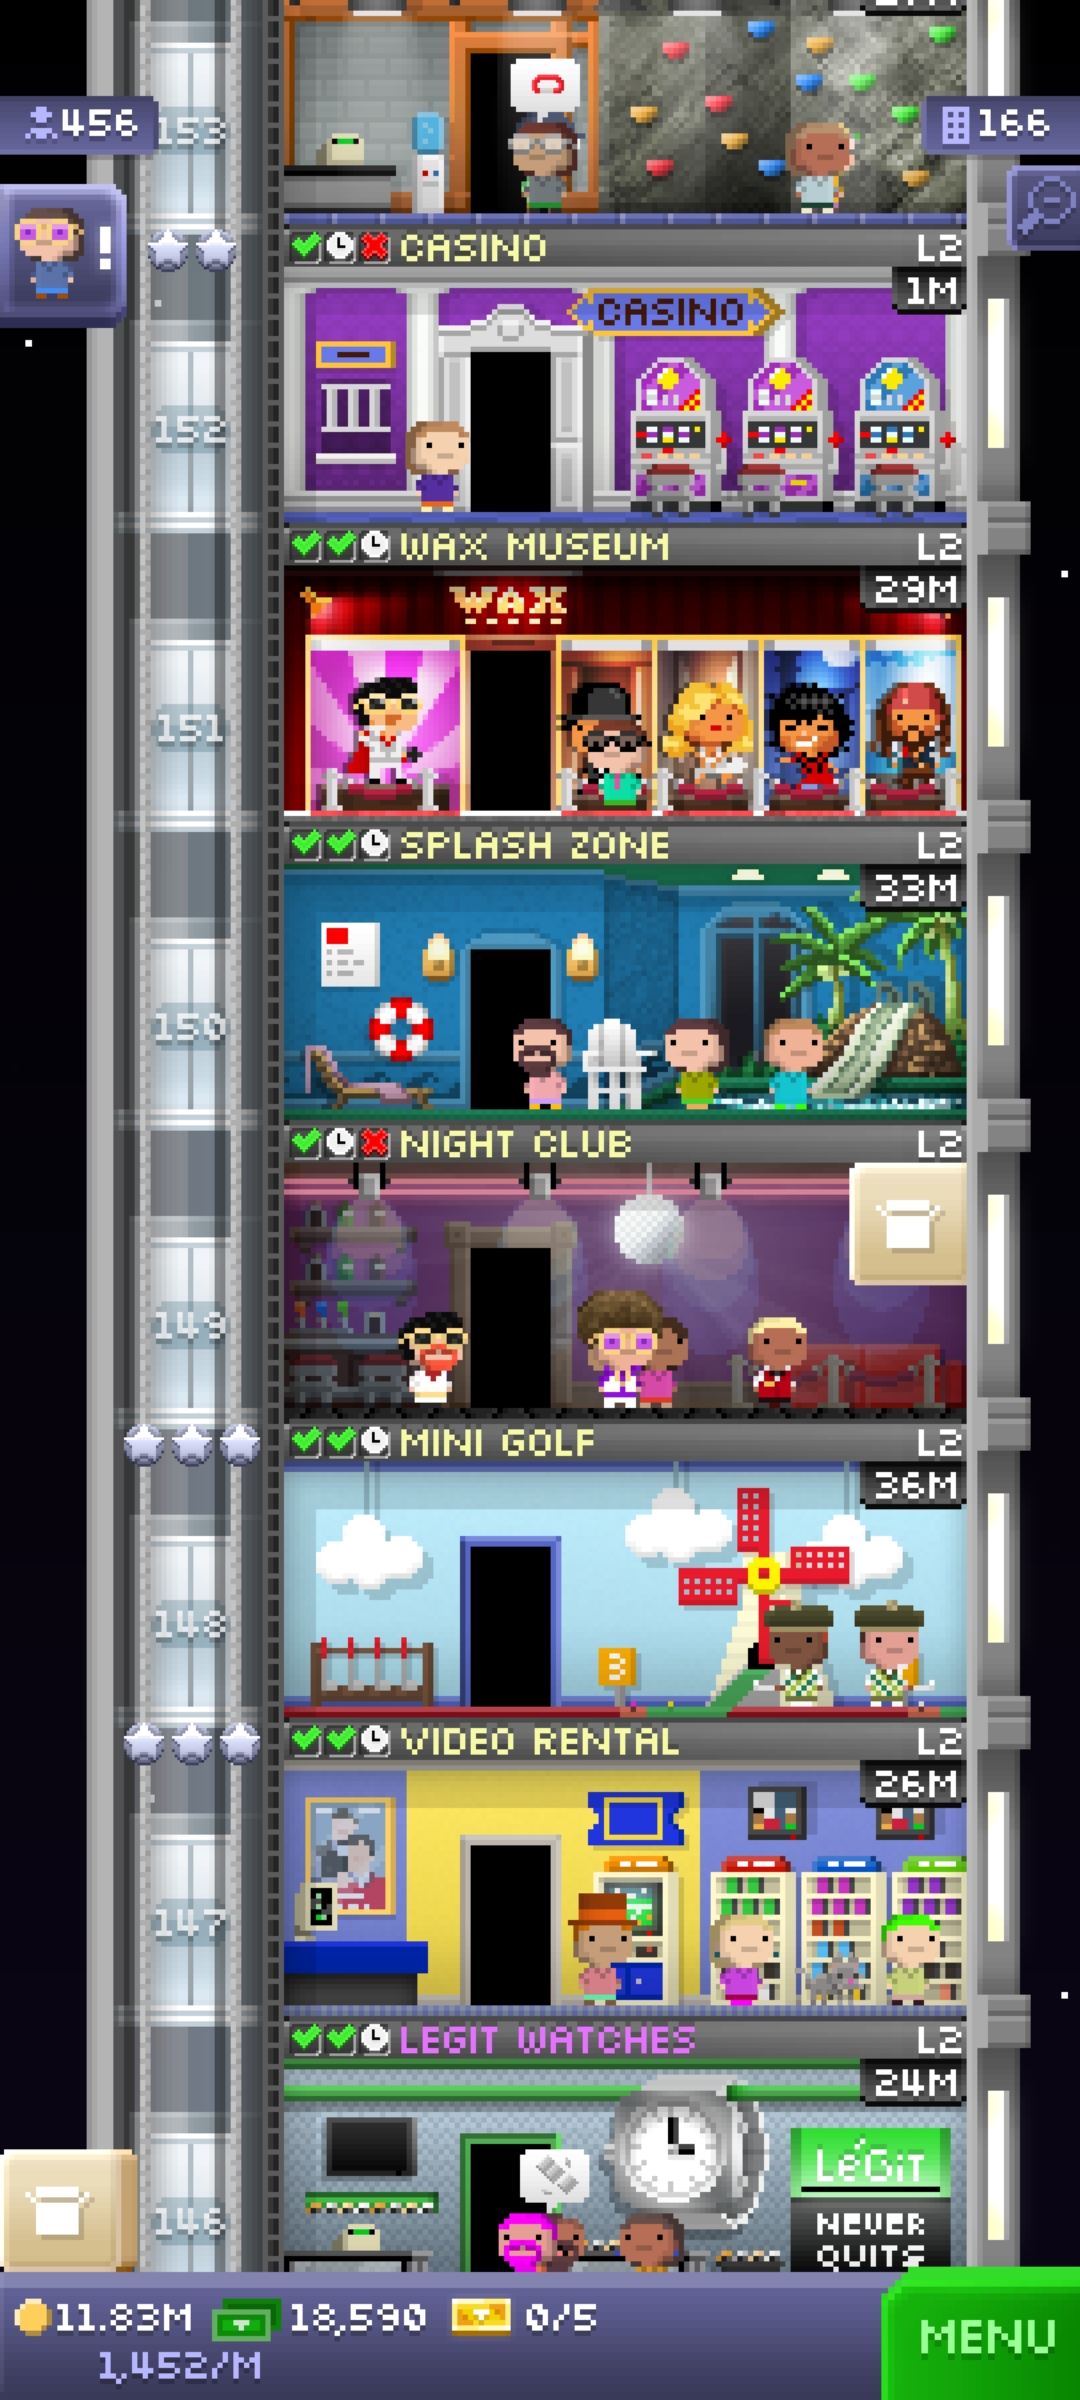 456
153
166
!
CASINO L2
1M
CASINO
152
WAX MUSEUM L2
29M
WAX
151
SPLASH ZONE L2
33M
150
NIGHT CLUB L2
149
MINI GOLF L2
36M
148
3
VIDEO RENTAL L2
26M
147
LEGIT WATCHES L2
24M
LéGiT
146
NEVER
QUITS
11.83M 18,590 0/5
1,452/M
MENU